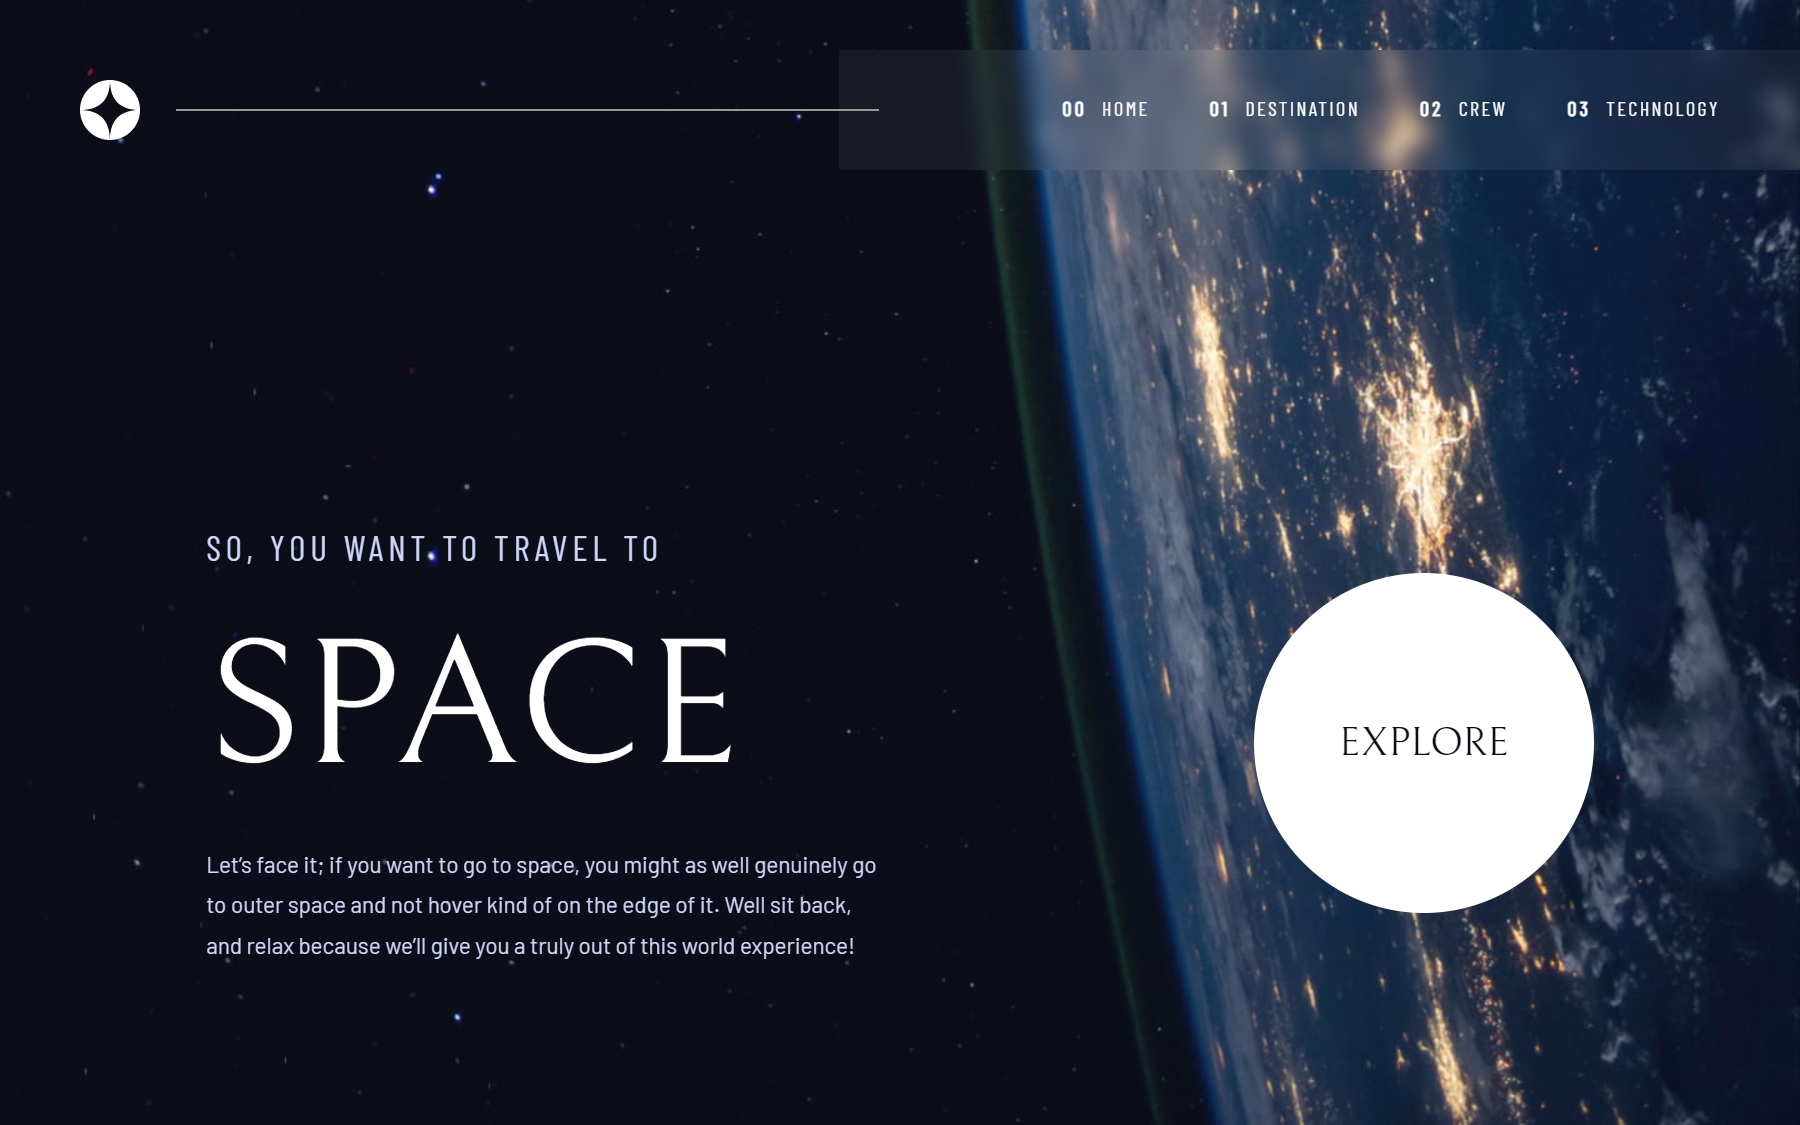 00 HOME 01 DESTINATION 02 CREW 03 TECHNOLOGY
SO, YOU WANT TO TRAVEL TO
SPACE
EXPLORE
Let’s face it; if you want to go to space, you might as well genuinely go
to outer space and not hover kind of on the edge of it. Well sit back,
and relax because we’ll give you a truly out of this world experience!